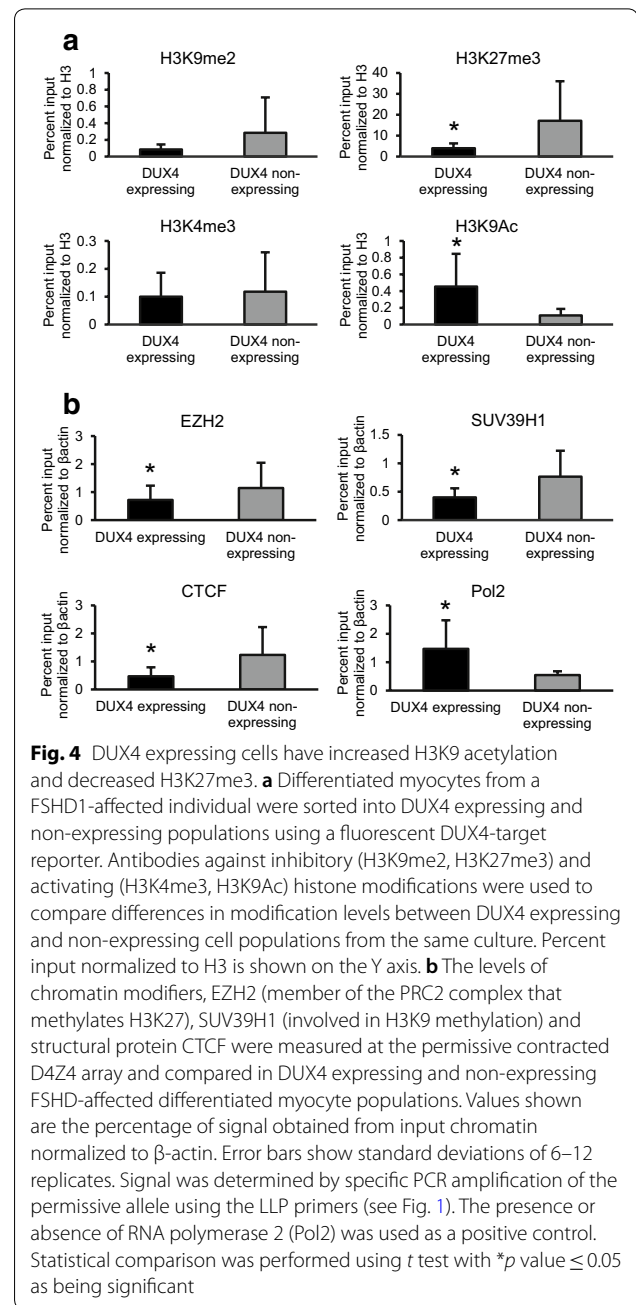 a
H3K9me2
Percent input
normalized to H3
1
0.8
0.6
0.4
0.2
0
DUX4
expressing
DUX4 non-
expressing
H3K27me3
Percent input
normalized to H3
40
30
20
10
0
*
DUX4
expressing
DUX4 non-
expressing
H3K4me3
Percent input
normalized to H3
0.3
0.2
0.1
0
DUX4
expressing
DUX4 non-
expressing
H3K9Ac
Percent input
normalized to H3
1
0.8
0.6
0.4
0.2
0
*
DUX4
expressing
DUX4 non-
expressing
b
EZH2
Percent input
normalized to βactin
3
2
1
0
*
DUX4 expressing
DUX4 non-
expressing
SUV39H1
Percent input
normalized to βactin
1.5
1
0.5
0
*
DUX4
expressing
DUX4 non-
expressing
CTCF
Percent input
normalized to βactin
3
2
1
0
*
DUX4 expressing
DUX4 non-
expressing
Pol2
Percent input
normalized to βactin
3
2
1
0
*
DUX4 expressing
DUX4 non-
expressing
Fig. 4 DUX4 expressing cells have increased H3K9 acetylation
and decreased H3K27me3. a Differentiated myocytes from a
FSHD1-affected individual were sorted into DUX4 expressing and
non-expressing populations using a fluorescent DUX4-target
reporter. Antibodies against inhibitory (H3K9me2, H3K27me3) and
activating (H3K4me3, H3K9Ac) histone modifications were used to
compare differences in modification levels between DUX4 expressing
and non-expressing cell populations from the same culture. Percent
input normalized to H3 is shown on the Y axis. b The levels of
chromatin modifiers, EZH2 (member of the PRC2 complex that
methylates H3K27), SUV39H1 (involved in H3K9 methylation) and
structural protein CTCF were measured at the permissive contracted
D4Z4 array and compared in DUX4 expressing and non-expressing
FSHD-affected differentiated myocyte populations. Values shown
are the percentage of signal obtained from input chromatin
normalized to β-actin. Error bars show standard deviations of 6–12
replicates. Signal was determined by specific PCR amplification of the
permissive allele using the LLP primers (see Fig. 1). The presence or
absence of RNA polymerase 2 (Pol2) was used as a positive control.
Statistical comparison was performed using t test with *p value ≤ 0.05
as being significant